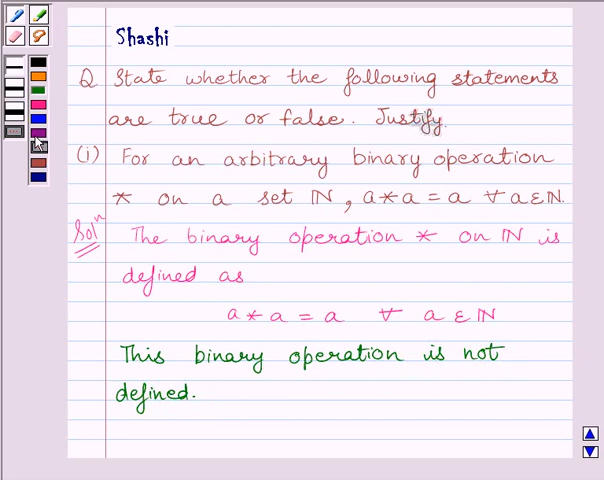 Shashi
Q State whether the following statements
are true or false. Justify.
(i) For an arbitrary binary operation
* on a set ℕ, a * a = a ∀ a ε ℕ.
Solⁿ The binary operation * on ℕ is
defined as
a * a = a ∀ a ε ℕ
This binary operation is not
defined.